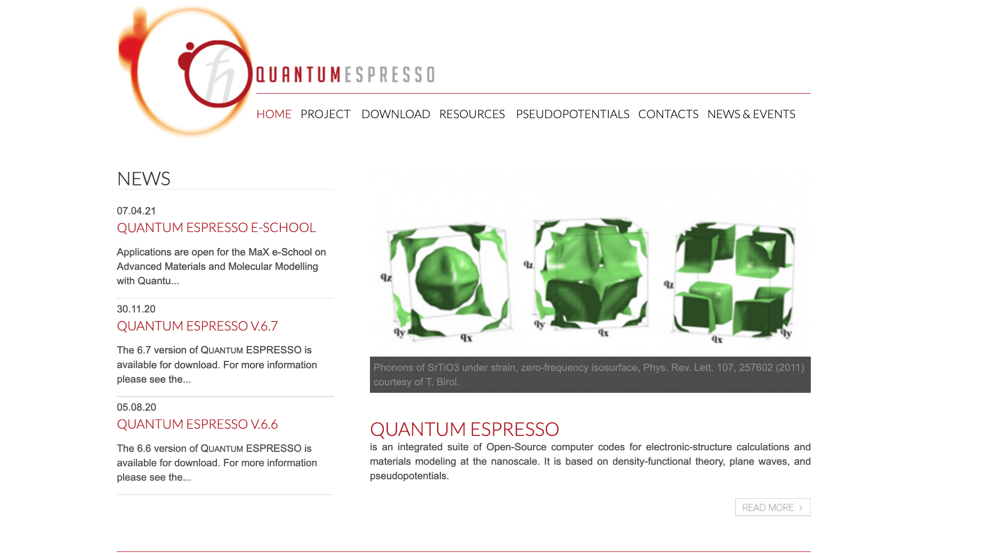 ħ
QUANTUMESPRESSO
HOME PROJECT DOWNLOAD RESOURCES PSEUDOPOTENTIALS CONTACTS NEWS & EVENTS
NEWS
07.04.21
QUANTUM ESPRESSO E-SCHOOL
Applications are open for the MaX e-School on
Advanced Materials and Molecular Modelling
with Quantu...
30.11.20
QUANTUM ESPRESSO V.6.7
The 6.7 version of QUANTUM ESPRESSO is
available for download. For more information
please see the...
05.08.20
QUANTUM ESPRESSO V.6.6
The 6.6 version of QUANTUM ESPRESSO is
available for download. For more information
please see the...
qz qy qx
qz qy qx
qz qx qy
Phonons of SrTiO3 under strain, zero-frequency isosurface, Phys. Rev. Lett. 107, 257602 (2011)
courtesy of T. Birol.
QUANTUM ESPRESSO
is an integrated suite of Open-Source computer codes for electronic-structure calculations and
materials modeling at the nanoscale. It is based on density-functional theory, plane waves, and
pseudopotentials.
READ MORE >